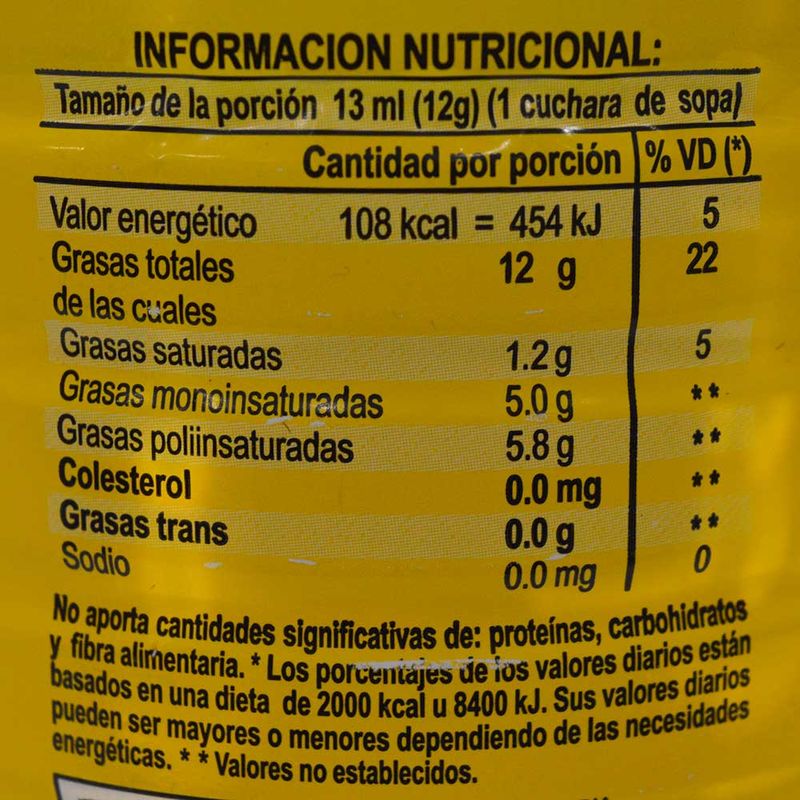 INFORMACION NUTRICIONAL:
Tamaño de la porción 13 ml (12g) (1 cuchara de sopa)
Cantidad por porción % VD (*)
Valor energético 108 kcal = 454 kJ 5
Grasas totales 12 g 22
de las cuales
Grasas saturadas 1.2 g 5
Grasas monoinsaturadas 5.0 g **
Grasas poliinsaturadas 5.8 g **
Colesterol 0.0 mg **
Grasas trans 0.0 g **
Sodio 0.0 mg 0
No aporta cantidades significativas de: proteínas, carbohidratos
y fibra alimentaria. * Los porcentajes de los valores diarios están
basados en una dieta de 2000 kcal u 8400 kJ. Sus valores diarios
pueden ser mayores o menores dependiendo de las necesidades
energéticas. * * Valores no establecidos.